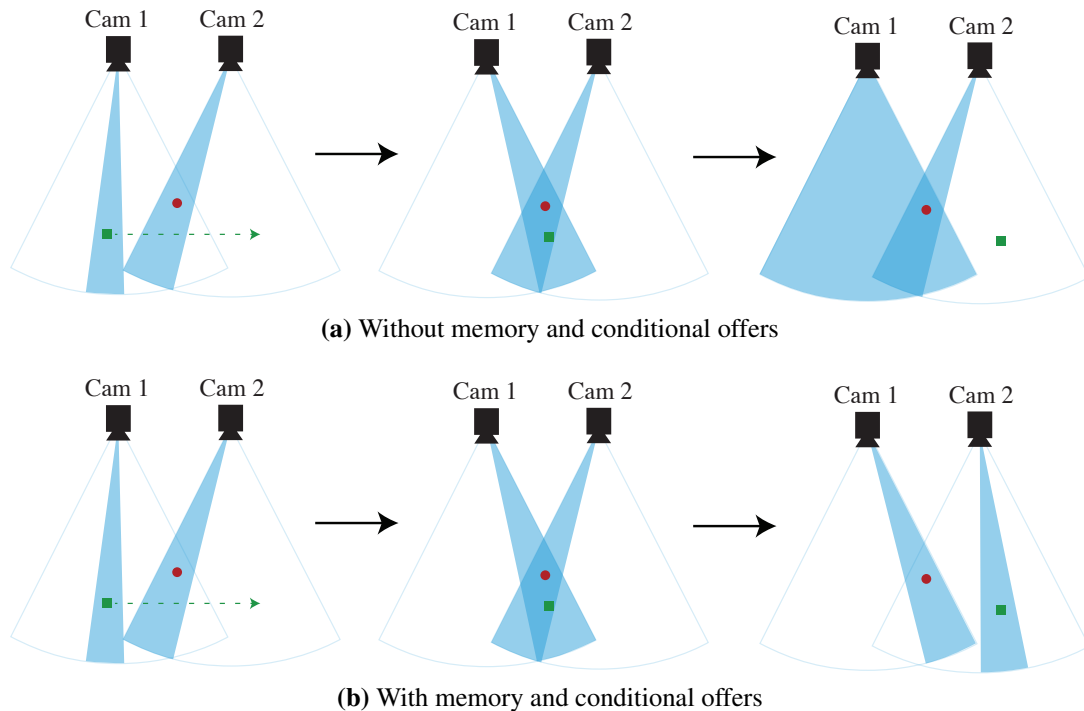 Cam 1 Cam 2 Cam 1 Cam 2 Cam 1 Cam 2
(a) Without memory and conditional offers
Cam 1 Cam 2 Cam 1 Cam 2 Cam 1 Cam 2
(b) With memory and conditional offers